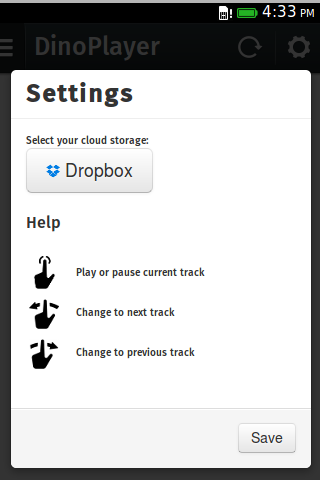 4:33 PM
DinoPlayer
Settings
Select your cloud storage:
Dropbox
Help
Play or pause current track
Change to next track
Change to previous track
Save